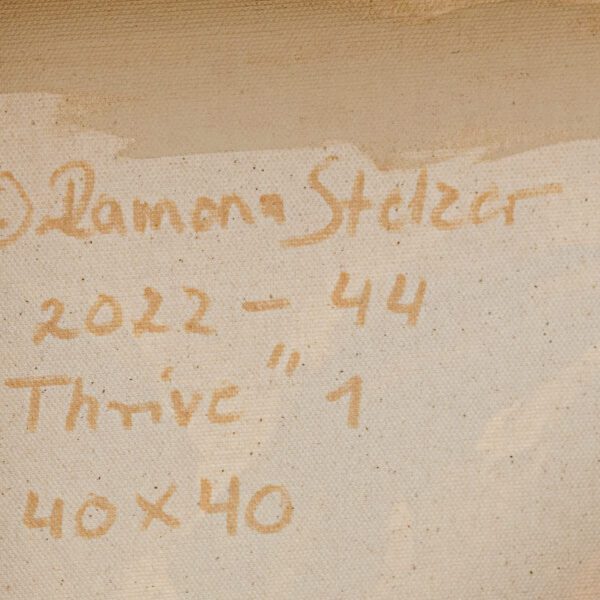 ©Ramona Stelzer
2022 - 44
Thrive" 1
40 x 40